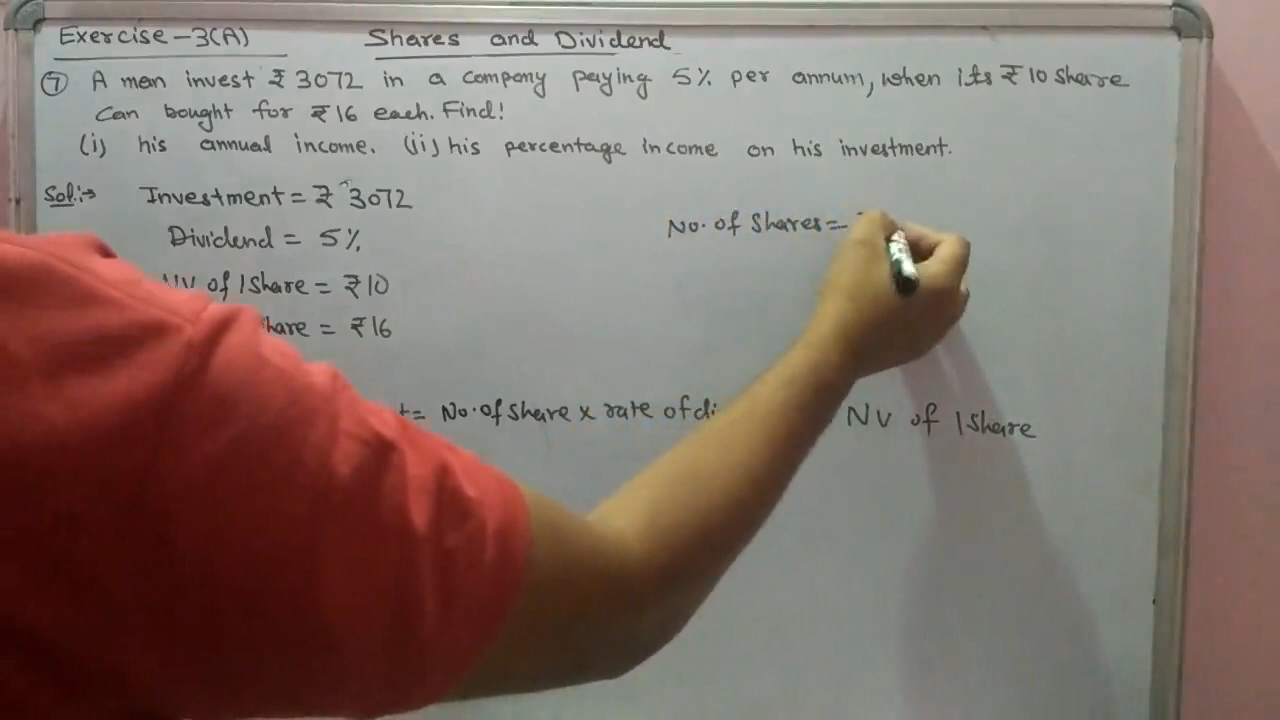 Exercise-3(A) Shares and Dividend
⑦ A man invest ₹ 3072 in a company paying 5% per annum, when its ₹10 share
can bought for ₹16 each. Find!
(i) his annual income. (ii) his percentage income on his investment.
Sol:→ Investment = ₹ 3072
No. of Shares =
Dividend = 5%
NV of 1 Share = ₹10
hare = ₹16
t = No. of share × rate of di NV of 1 share